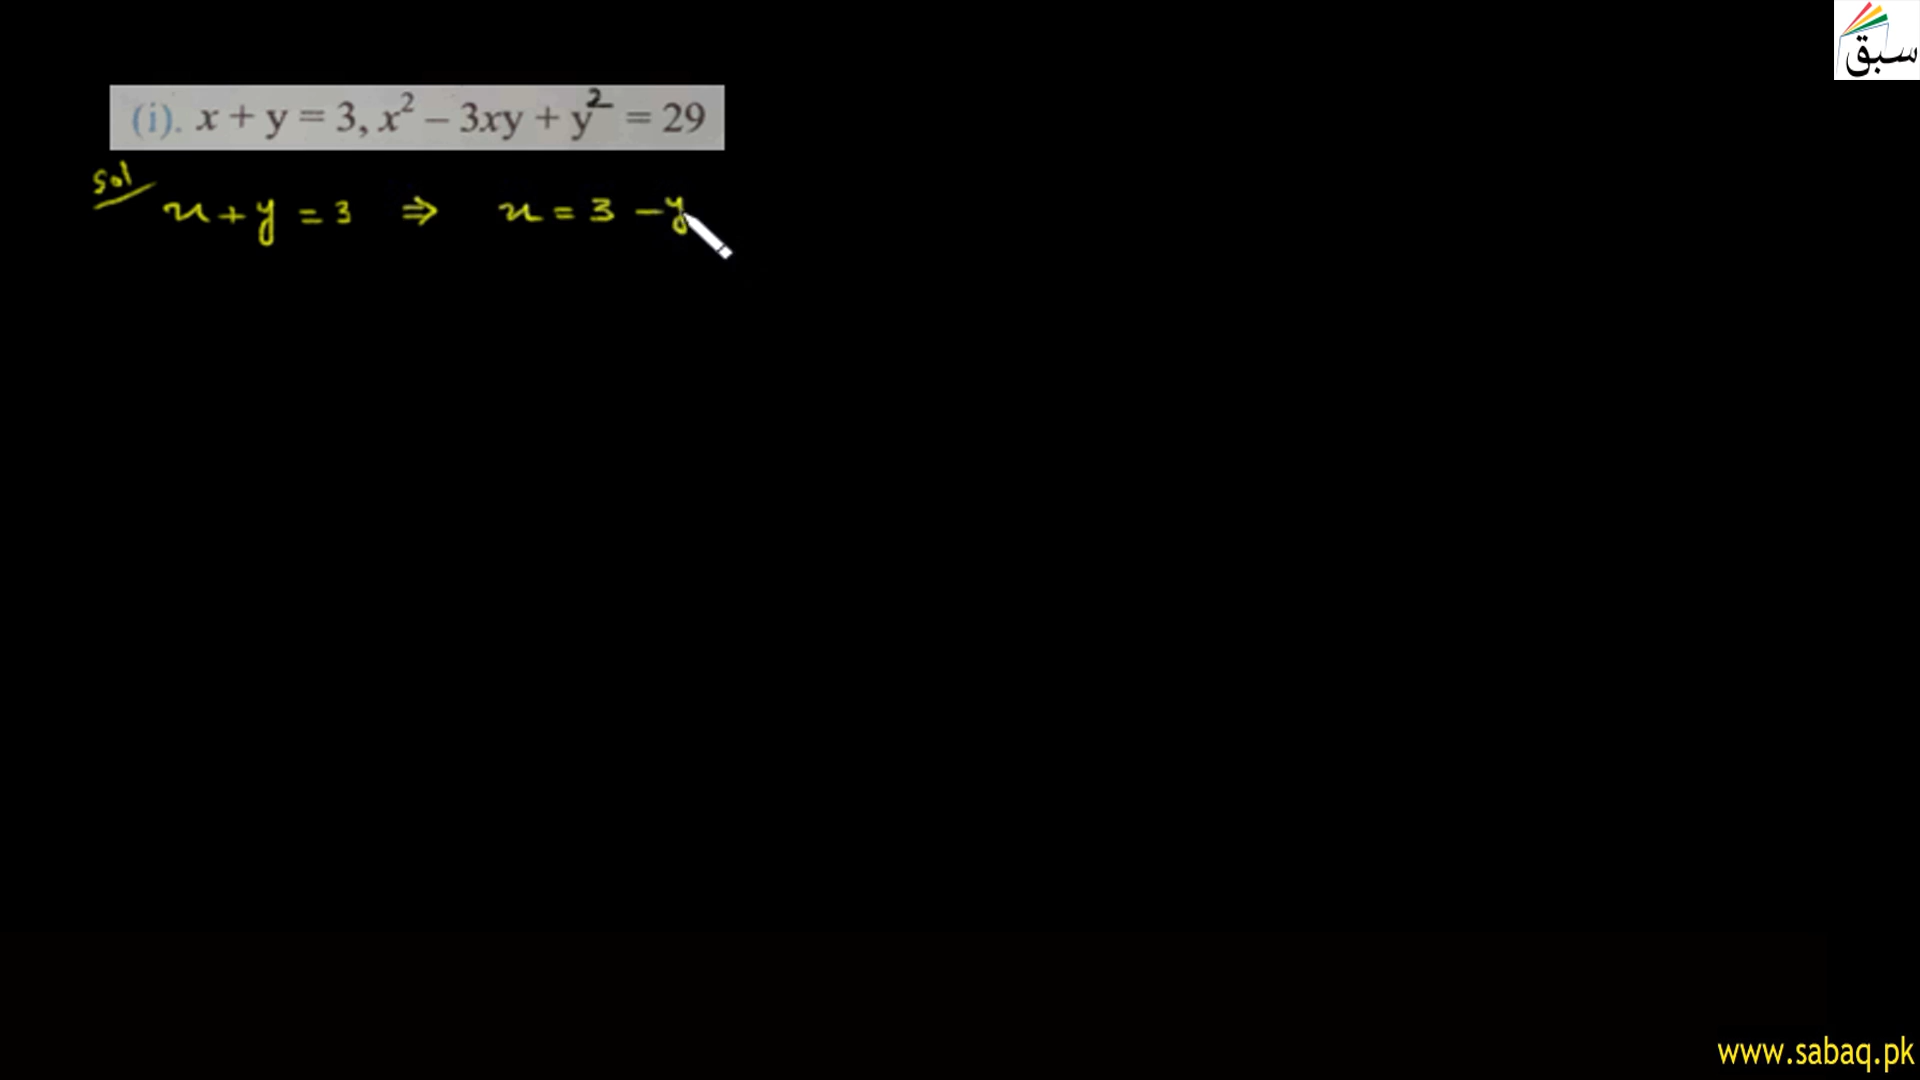 سبق
(i). x + y = 3, x² – 3xy + y² = 29
Sol
x + y = 3 ⇒ x = 3 – y
www.sabaq.pk